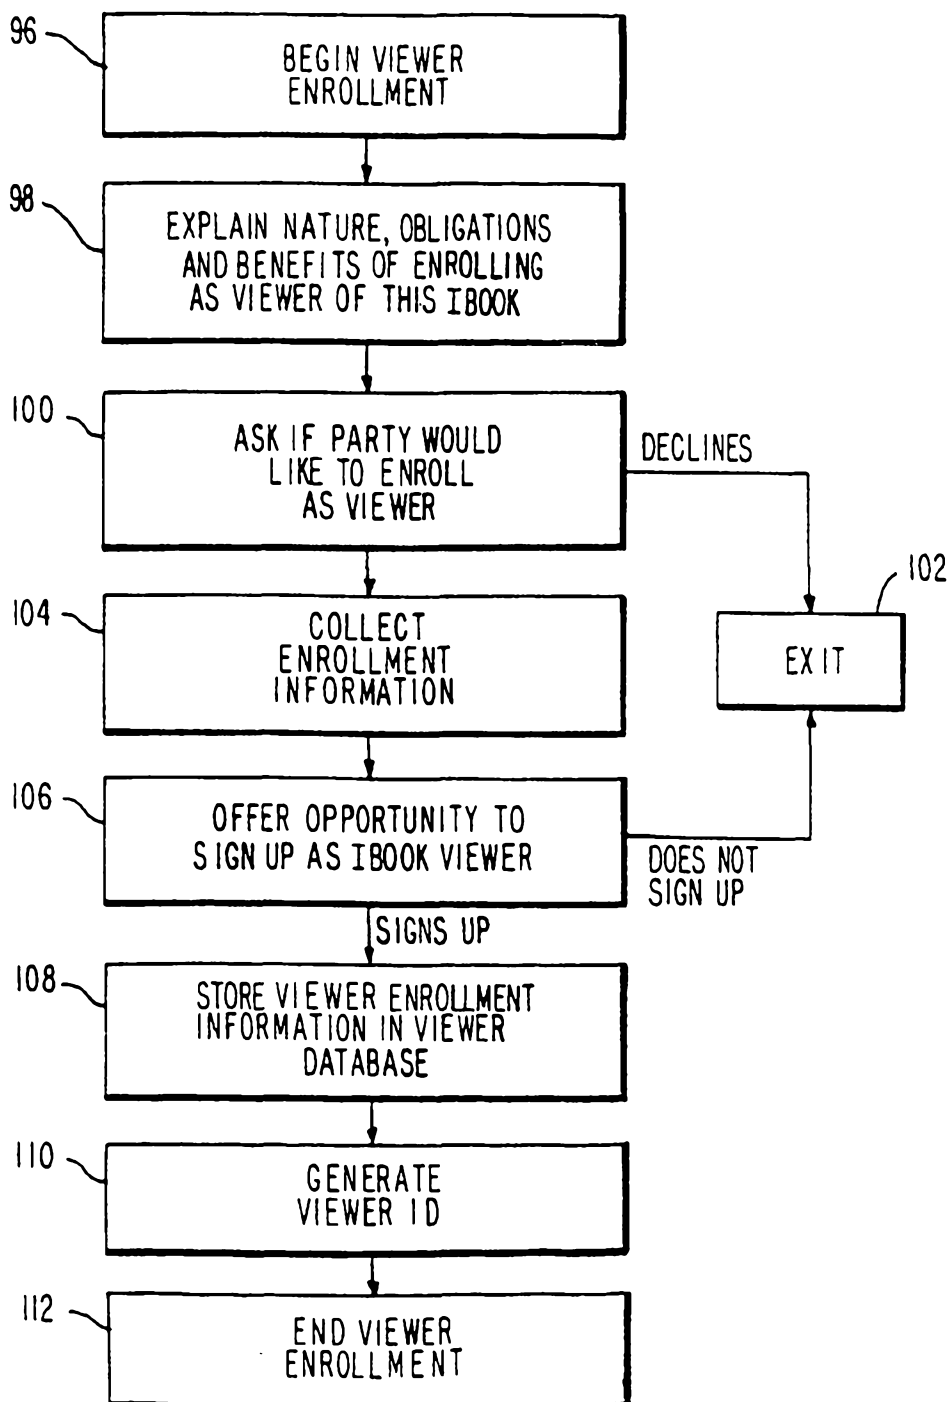 96
BEGIN VIEWER
ENROLLMENT
98
EXPLAIN NATURE, OBLIGATIONS
AND BENEFITS OF ENROLLING
AS VIEWER OF THIS IBOOK
100
ASK IF PARTY WOULD
LIKE TO ENROLL
AS VIEWER
DECLINES
102
EXIT
104
COLLECT
ENROLLMENT
INFORMATION
106
OFFER OPPORTUNITY TO
SIGN UP AS IBOOK VIEWER
DOES NOT
SIGN UP
SIGNS UP
108
STORE VIEWER ENROLLMENT
INFORMATION IN VIEWER
DATABASE
110
GENERATE
VIEWER ID
112
END VIEWER
ENROLLMENT